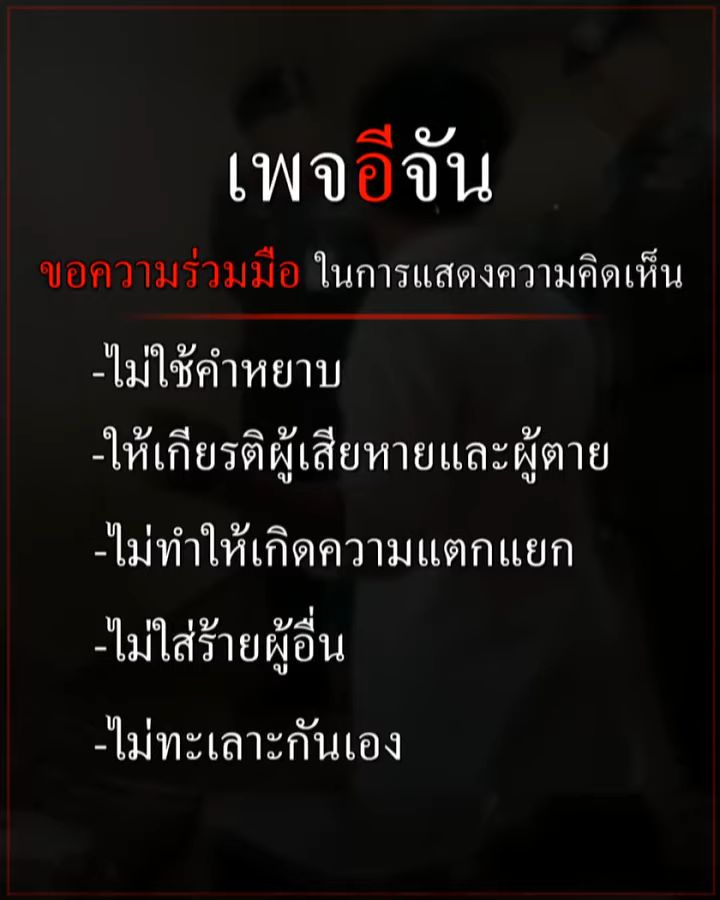 เพจอีจัน
ขอความร่วมมือ ในการแสดงความคิดเห็น
-ไม่ใช้คำหยาบ
-ให้เกียรติผู้เสียหายและผู้ตาย
-ไม่ทำให้เกิดความแตกแยก
-ไม่ใส่ร้ายผู้อื่น
-ไม่ทะเลาะกันเอง